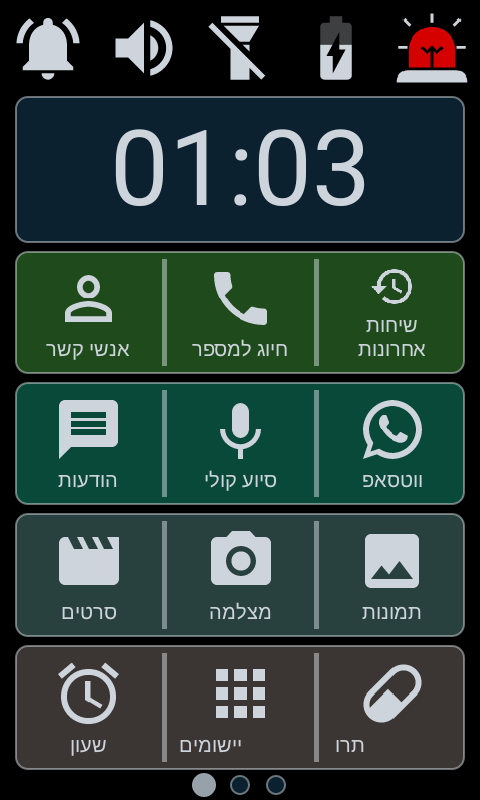 01:03
שיחות
אחרונות
חיוג למספר
אנשי קשר
ווטסאפ
סיוע קולי
הודעות
תמונות
מצלמה
סרטים
תרו
יישומים
שעון